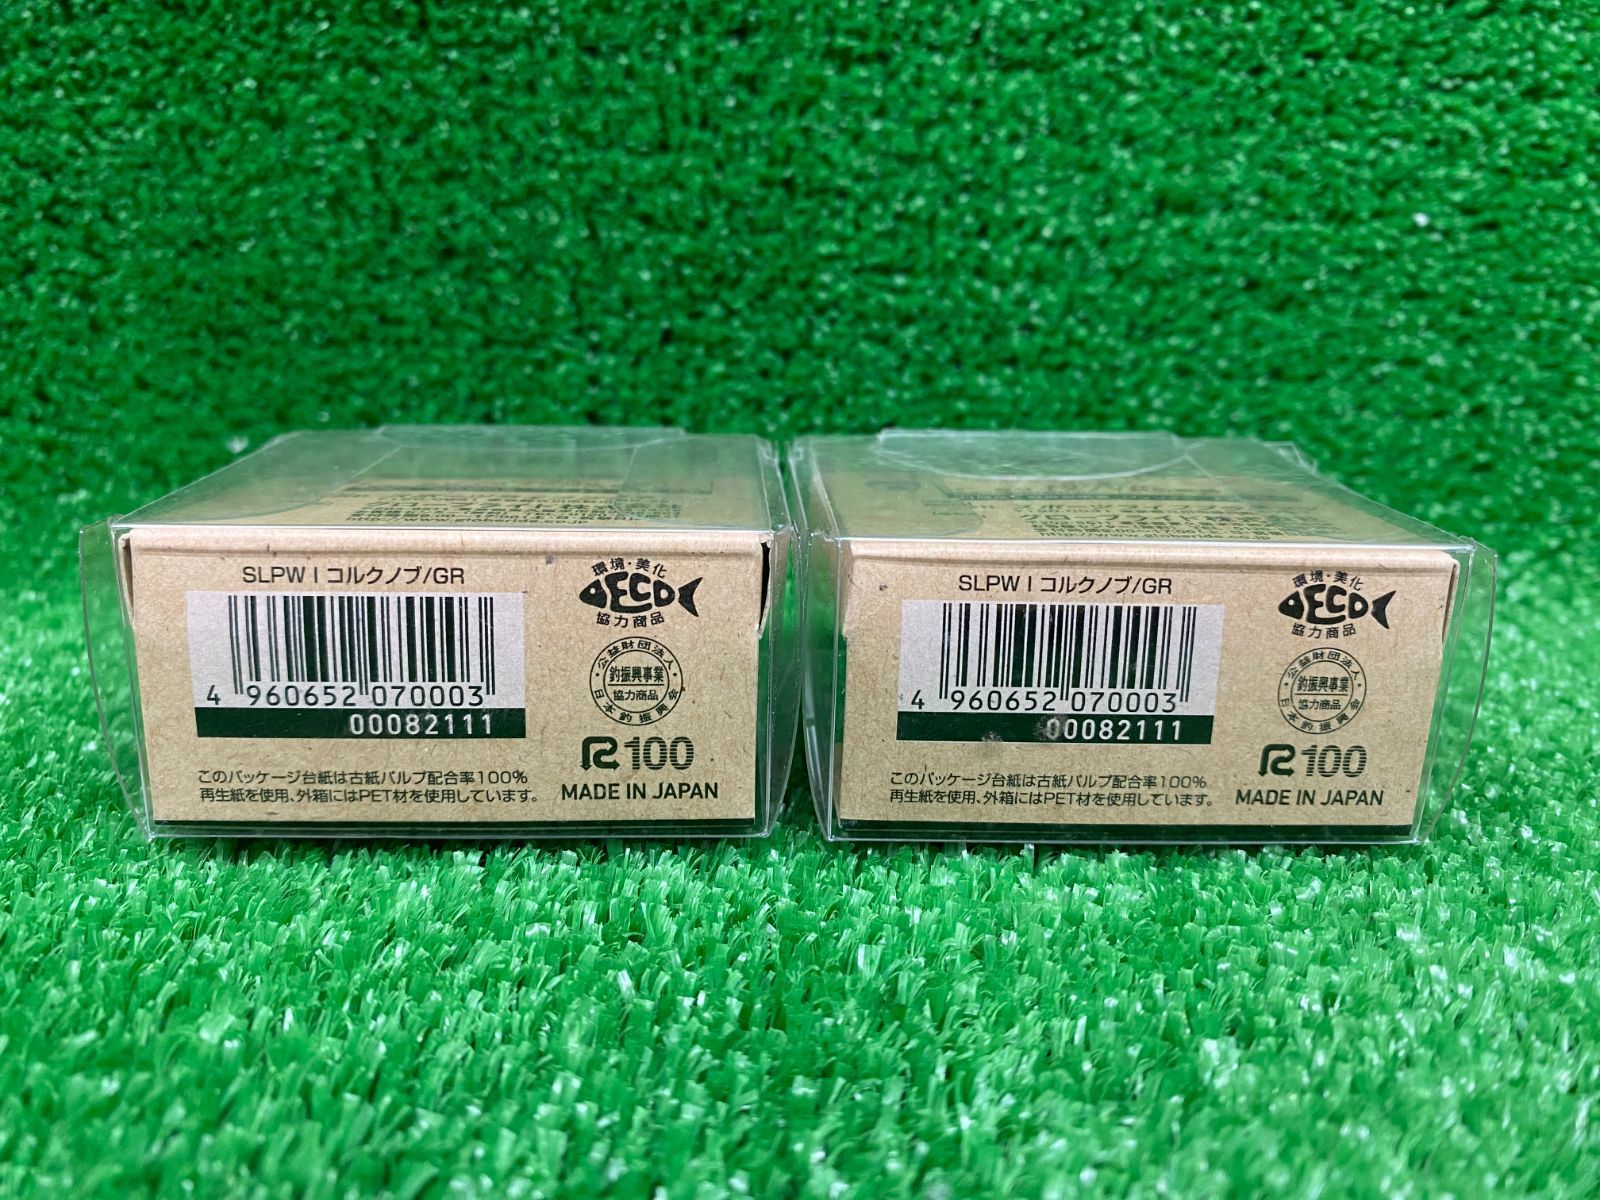 SLPW I コルクノブ/GR
4 960652 070003
00082111
このパッケージ台紙は古紙パルプ配合率100%
再生紙を使用、外箱にはPET材を使用しています。
環境・美化
ECO
協力商品
公益財団法人
釣振興事業
協力商品
日本釣振興会
R100
MADE IN JAPAN
SLPW I コルクノブ/GR
4 960652 070003
00082111
このパッケージ台紙は古紙パルプ配合率100%
再生紙を使用、外箱にはPET材を使用しています。
環境・美化
ECO
協力商品
公益財団法人
釣振興事業
協力商品
日本釣振興会
R100
MADE IN JAPAN